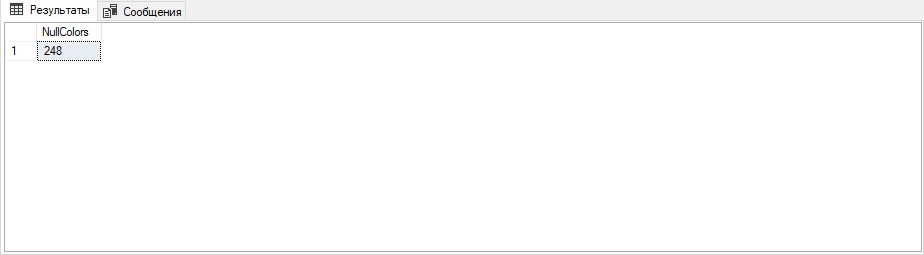 Результаты Сообщения
NullColors
1 248